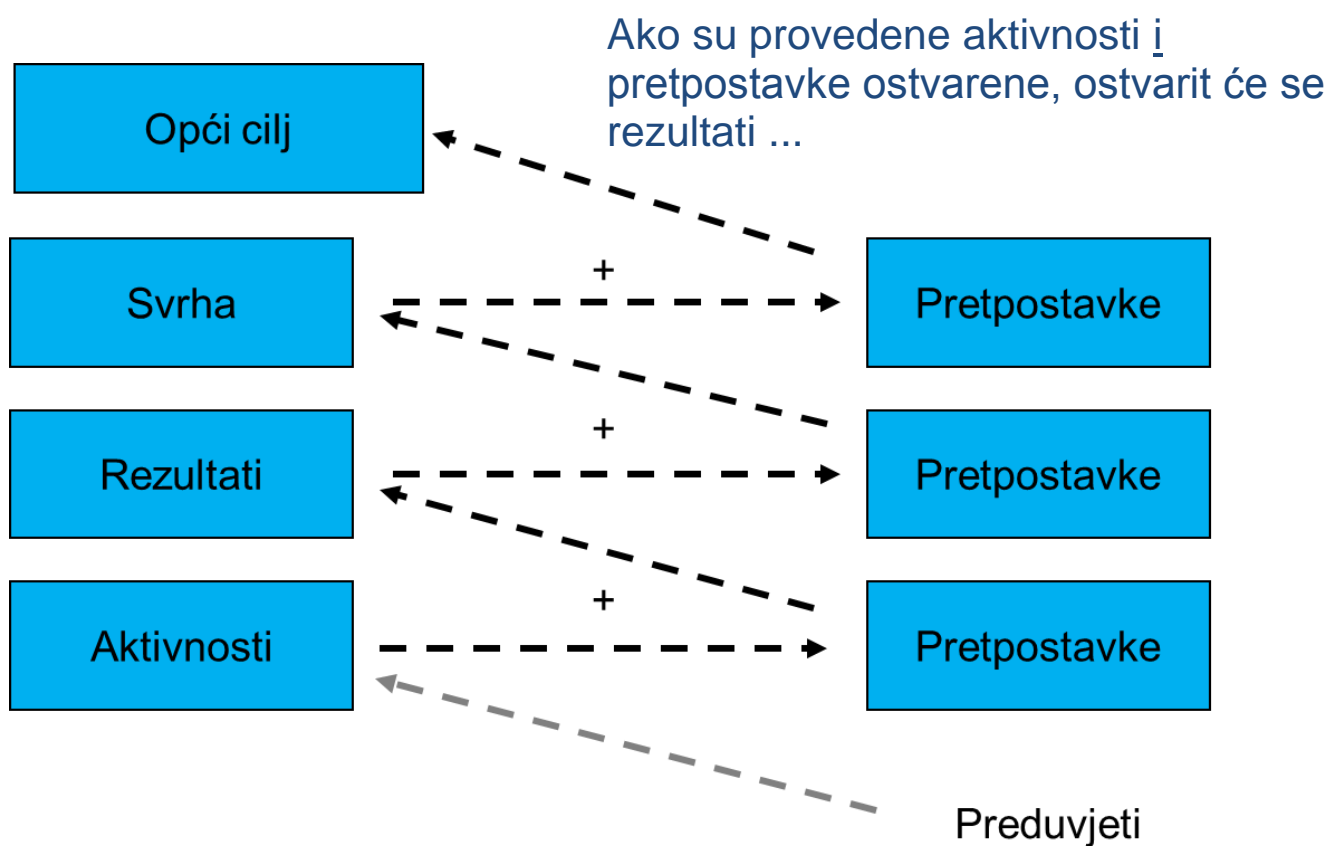 Ako su provedene aktivnosti i
pretpostavke ostvarene, ostvarit će se
rezultati ...
Opći cilj
+
Svrha
Pretpostavke
+
Rezultati
Pretpostavke
+
Aktivnosti
Pretpostavke
Preduvjeti